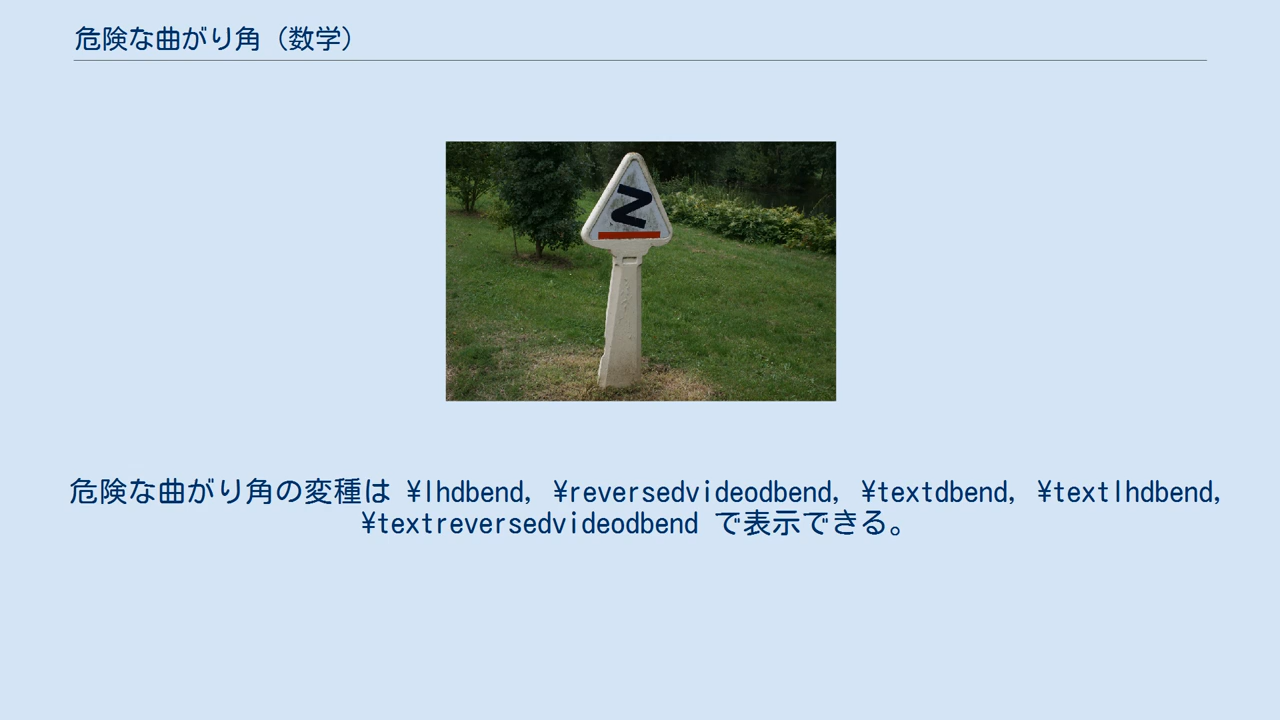 危険な曲がり角（数学）
危険な曲がり角の変種は ¥lhdbend, ¥reversedvideodbend, ¥textdbend, ¥textlhdbend,
¥textreversedvideodbend で表示できる。